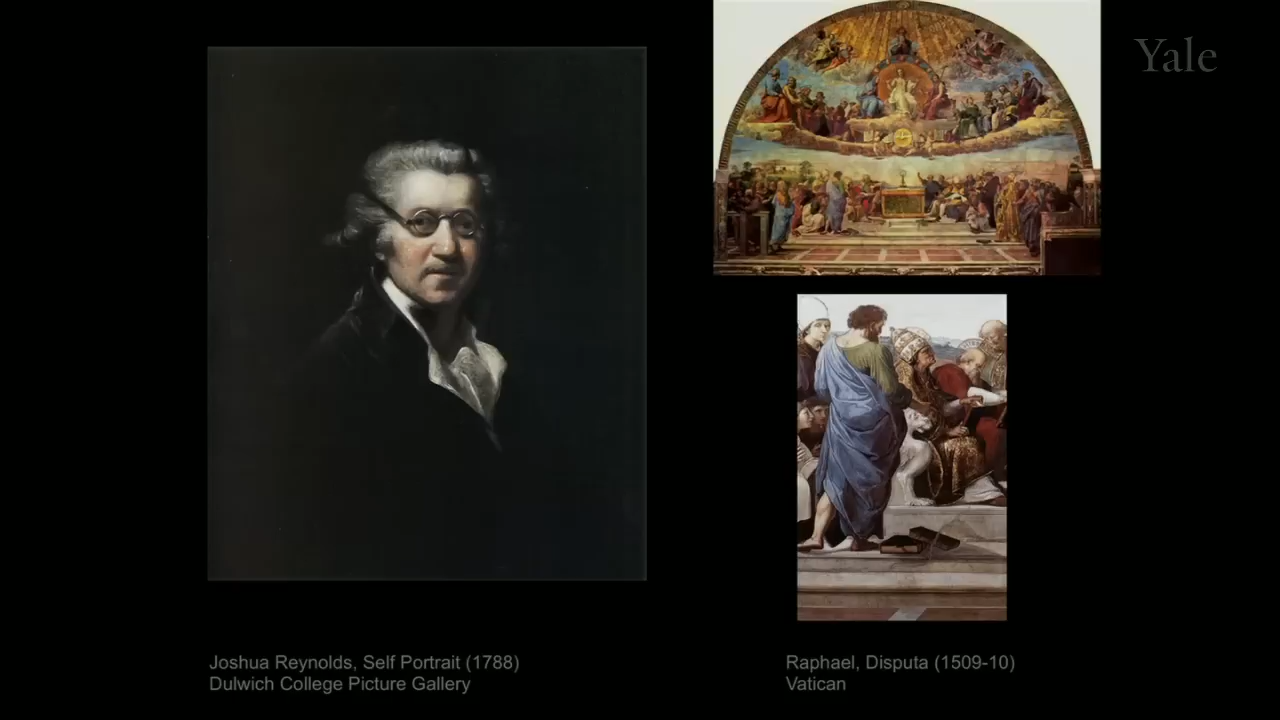 Yale
Joshua Reynolds, Self Portrait (1788)
Dulwich College Picture Gallery
Raphael, Disputa (1509-10)
Vatican